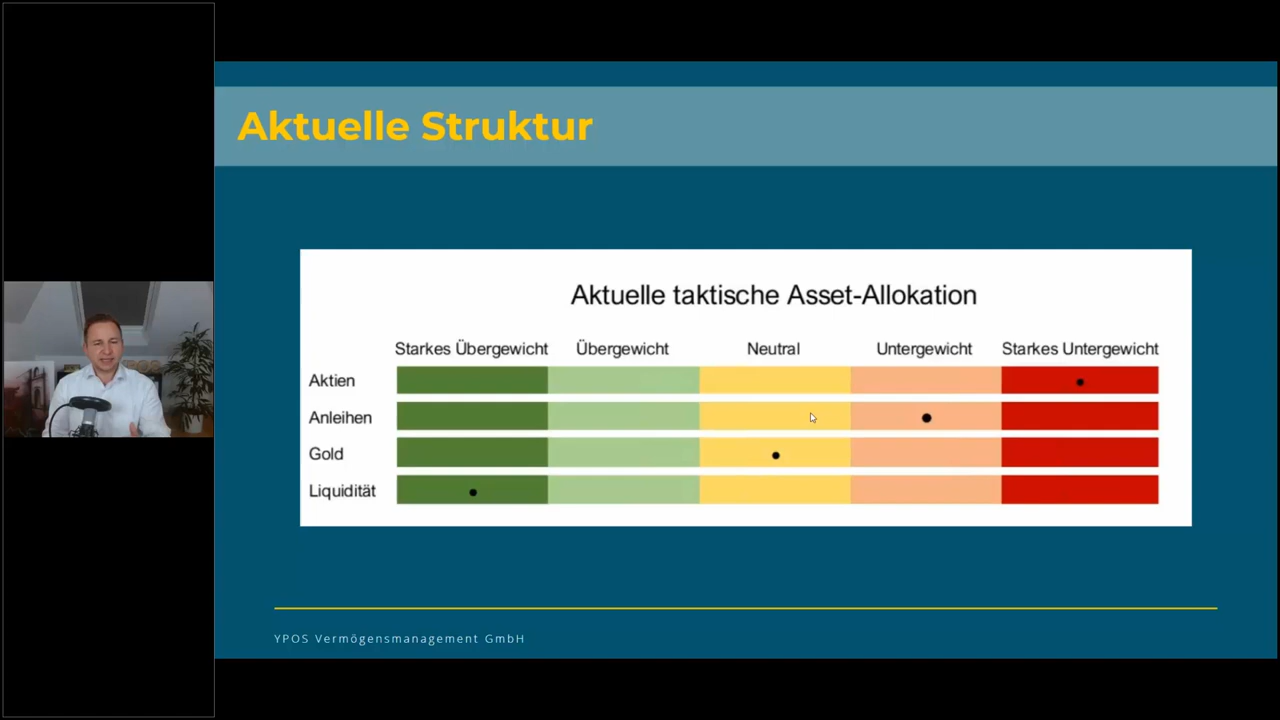 Aktuelle Struktur
Aktuelle taktische Asset-Allokation
Starkes Übergewicht Übergewicht Neutral Untergewicht Starkes Untergewicht
Aktien
Anleihen
Gold
Liquidität
YPOS Vermögensmanagement GmbH